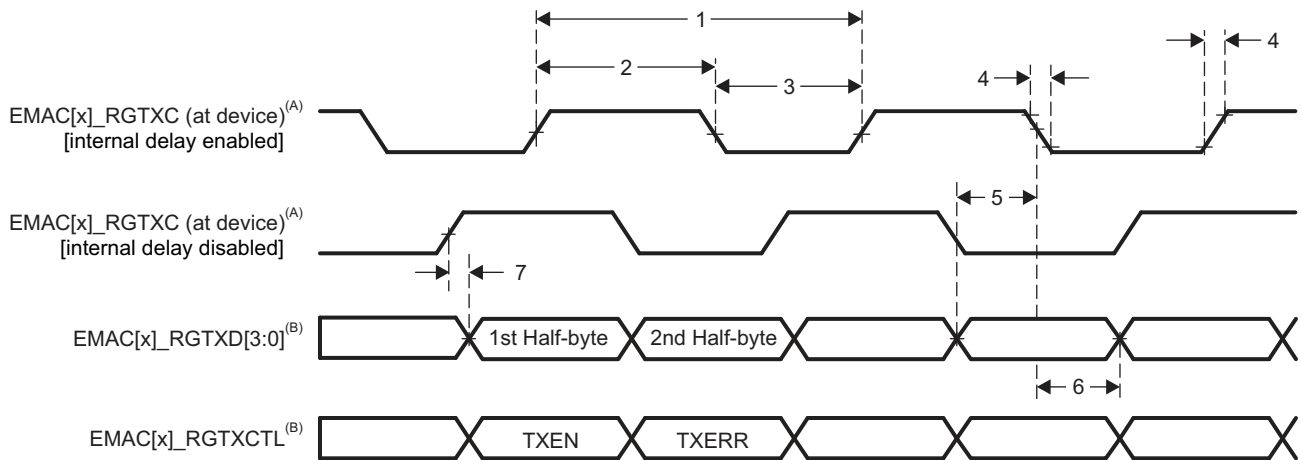 1
4
2
4
3
EMAC[x]_RGTXC (at device)(A)
[internal delay enabled]
5
EMAC[x]_RGTXC (at device)(A)
[internal delay disabled]
7
EMAC[x]_RGTXD[3:0](B)
1st Half-byte
2nd Half-byte
6
EMAC[x]_RGTXCTL(B)
TXEN
TXERR